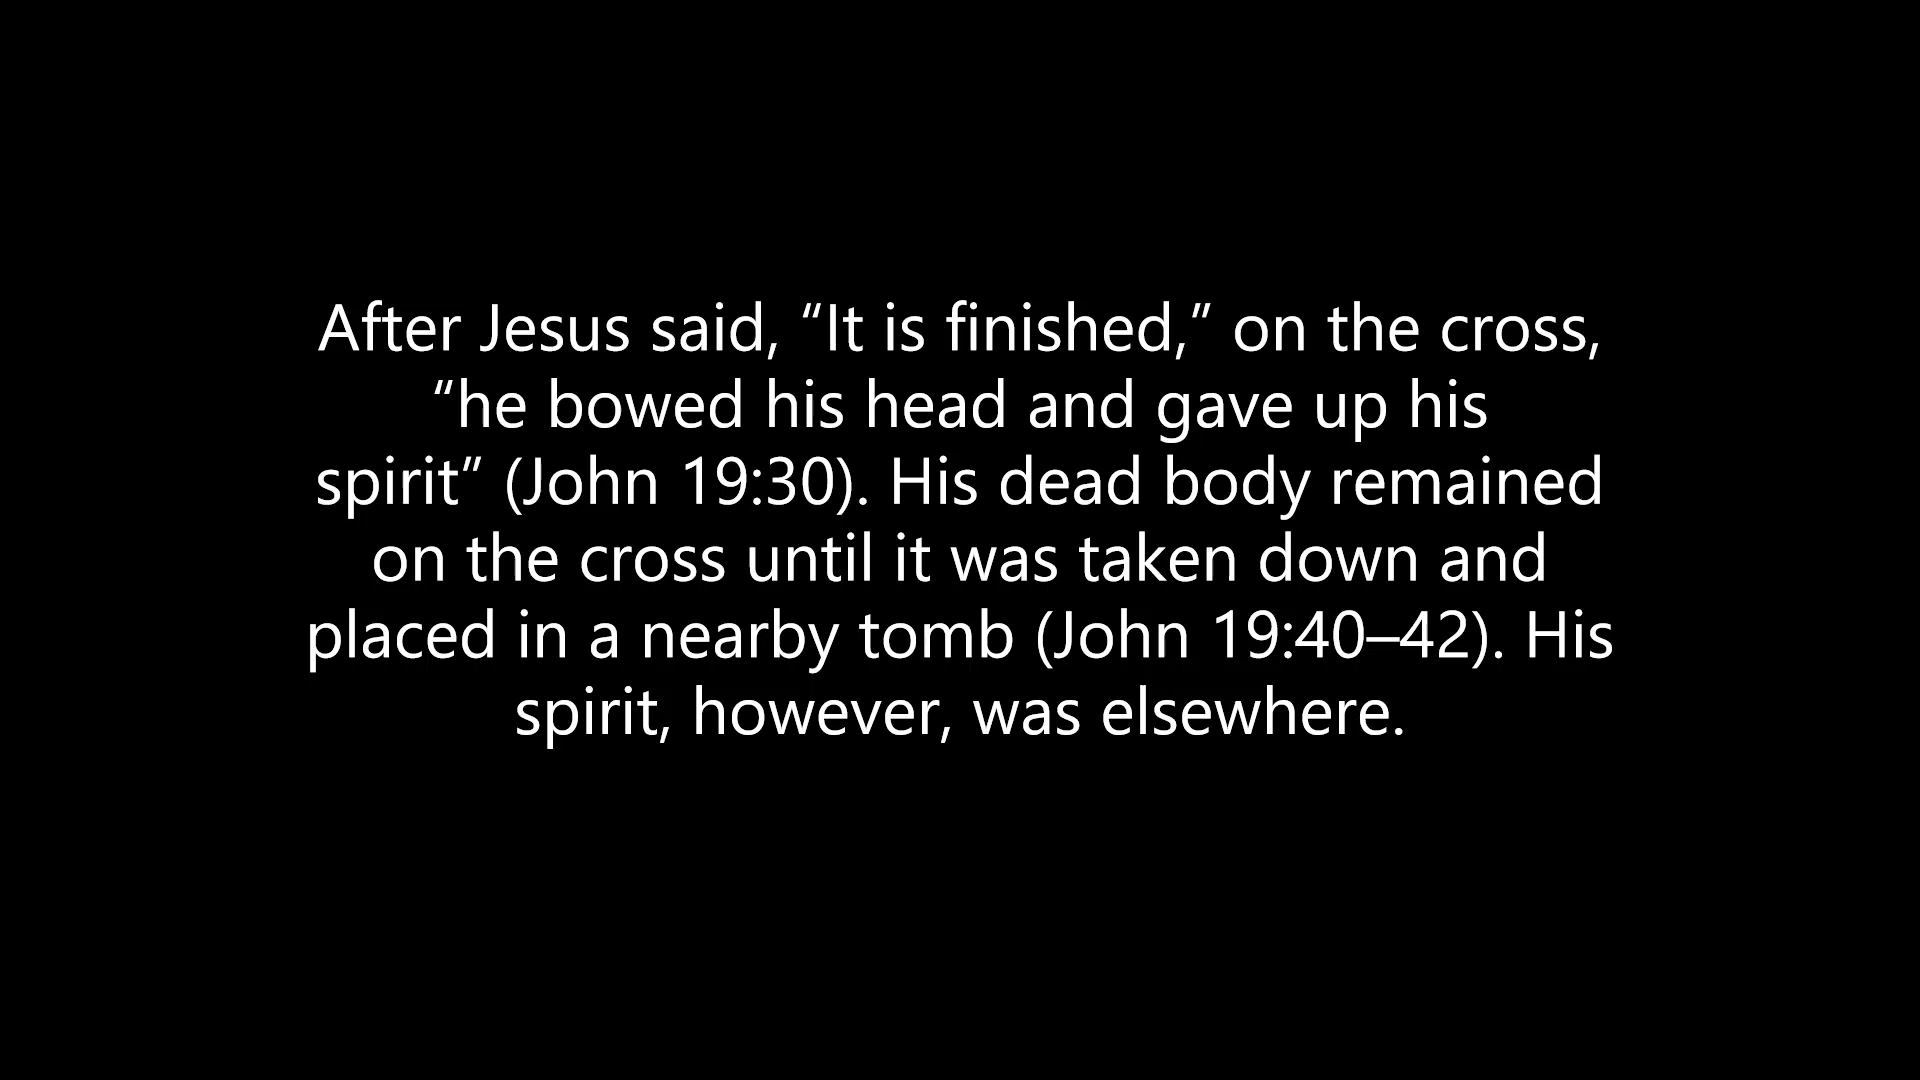 After Jesus said, “It is finished,” on the cross,
“he bowed his head and gave up his
spirit” (John 19:30). His dead body remained
on the cross until it was taken down and
placed in a nearby tomb (John 19:40–42). His
spirit, however, was elsewhere.